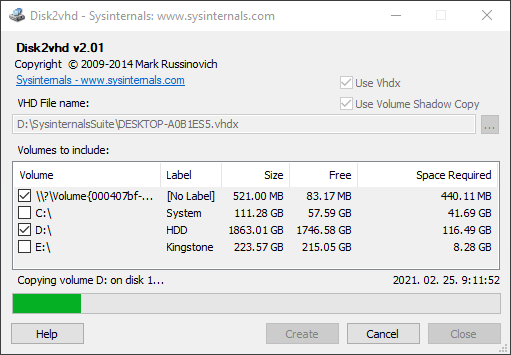 Disk2vhd - Sysinternals: www.sysinternals.com
Disk2vhd v2.01
Copyright © 2009-2014 Mark Russinovich
Sysinternals - www.sysinternals.com
Use Vhdx
VHD File name:
Use Volume Shadow Copy
D:\SysinternalsSuite\DESKTOP-A0B1ES5.vhdx ...
Volumes to include:
Volume Label Size Free Space Required
\\?\Volume{000407bf-... [No Label] 521.00 MB 83.17 MB 440.11 MB
C:\ System 111.28 GB 57.59 GB 41.69 GB
D:\ HDD 1863.01 GB 1746.58 GB 116.49 GB
E:\ Kingstone 223.57 GB 215.05 GB 8.28 GB
Copying volume D: on disk 1... 2021. 02. 25. 9:11:52
Help Create Cancel Close